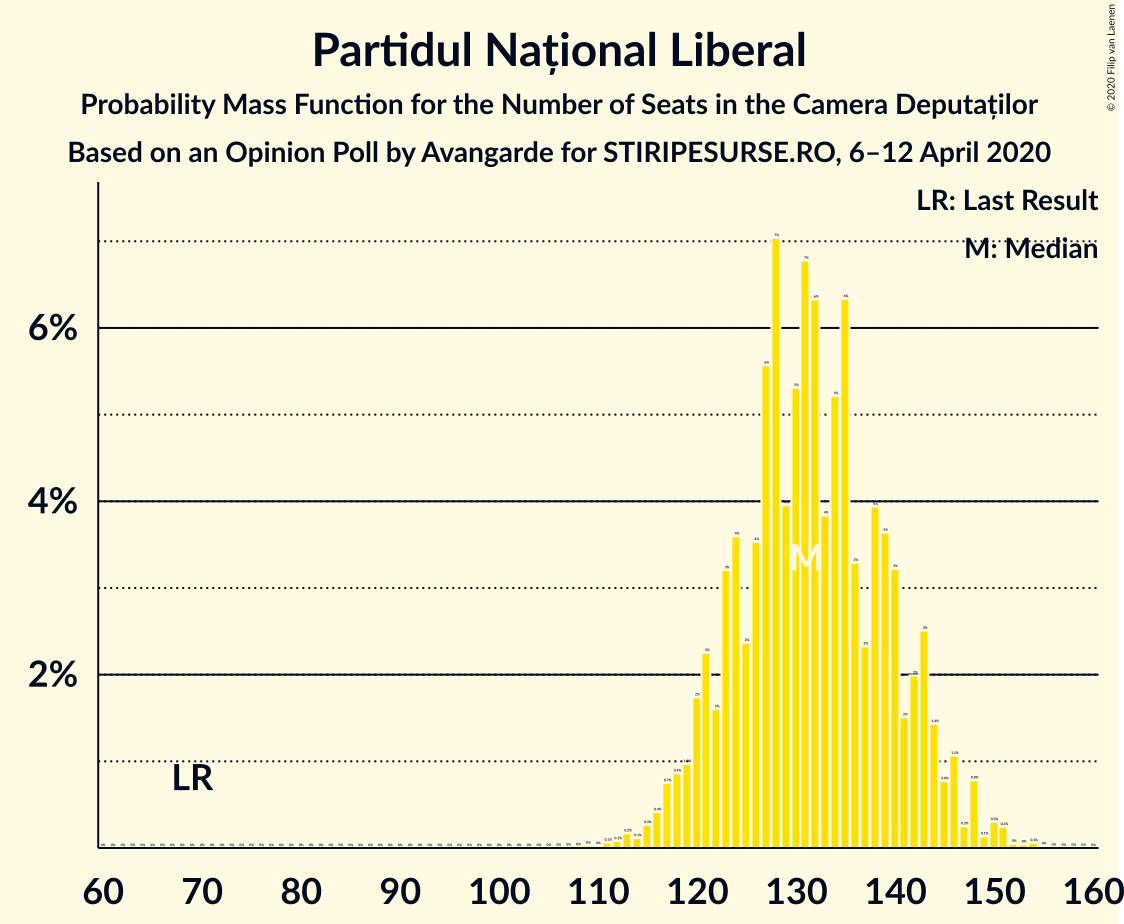 Partidul Național Liberal
Probability Mass Function for the Number of Seats in the Camera Deputaților
Based on an Opinion Poll by Avangarde for STIRIPESURSE.RO, 6–12 April 2020
© 2020 Filip van Laenen
LR: Last Result
M: Median
6%
4%
2%
M
LR
60 70 80 90 100 110 120 130 140 150 160